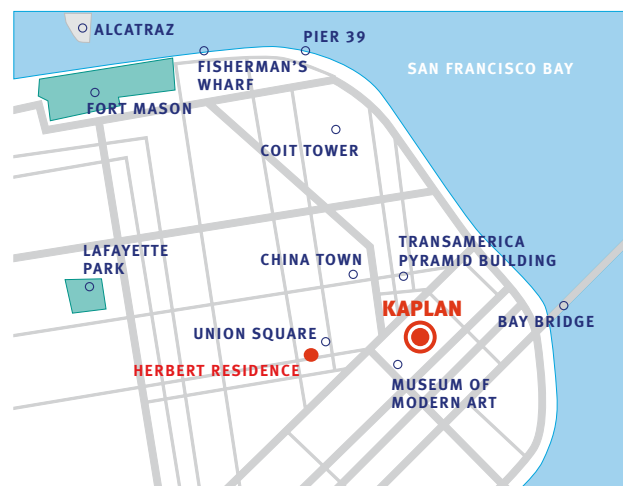 ALCATRAZ
PIER 39
FISHERMAN'S
WHARF
SAN FRANCISCO BAY
FORT MASON
COIT TOWER
LAFAYETTE
PARK
CHINA TOWN
TRANSAMERICA
PYRAMID BUILDING
KAPLAN
BAY BRIDGE
UNION SQUARE
HERBERT RESIDENCE
MUSEUM OF
MODERN ART